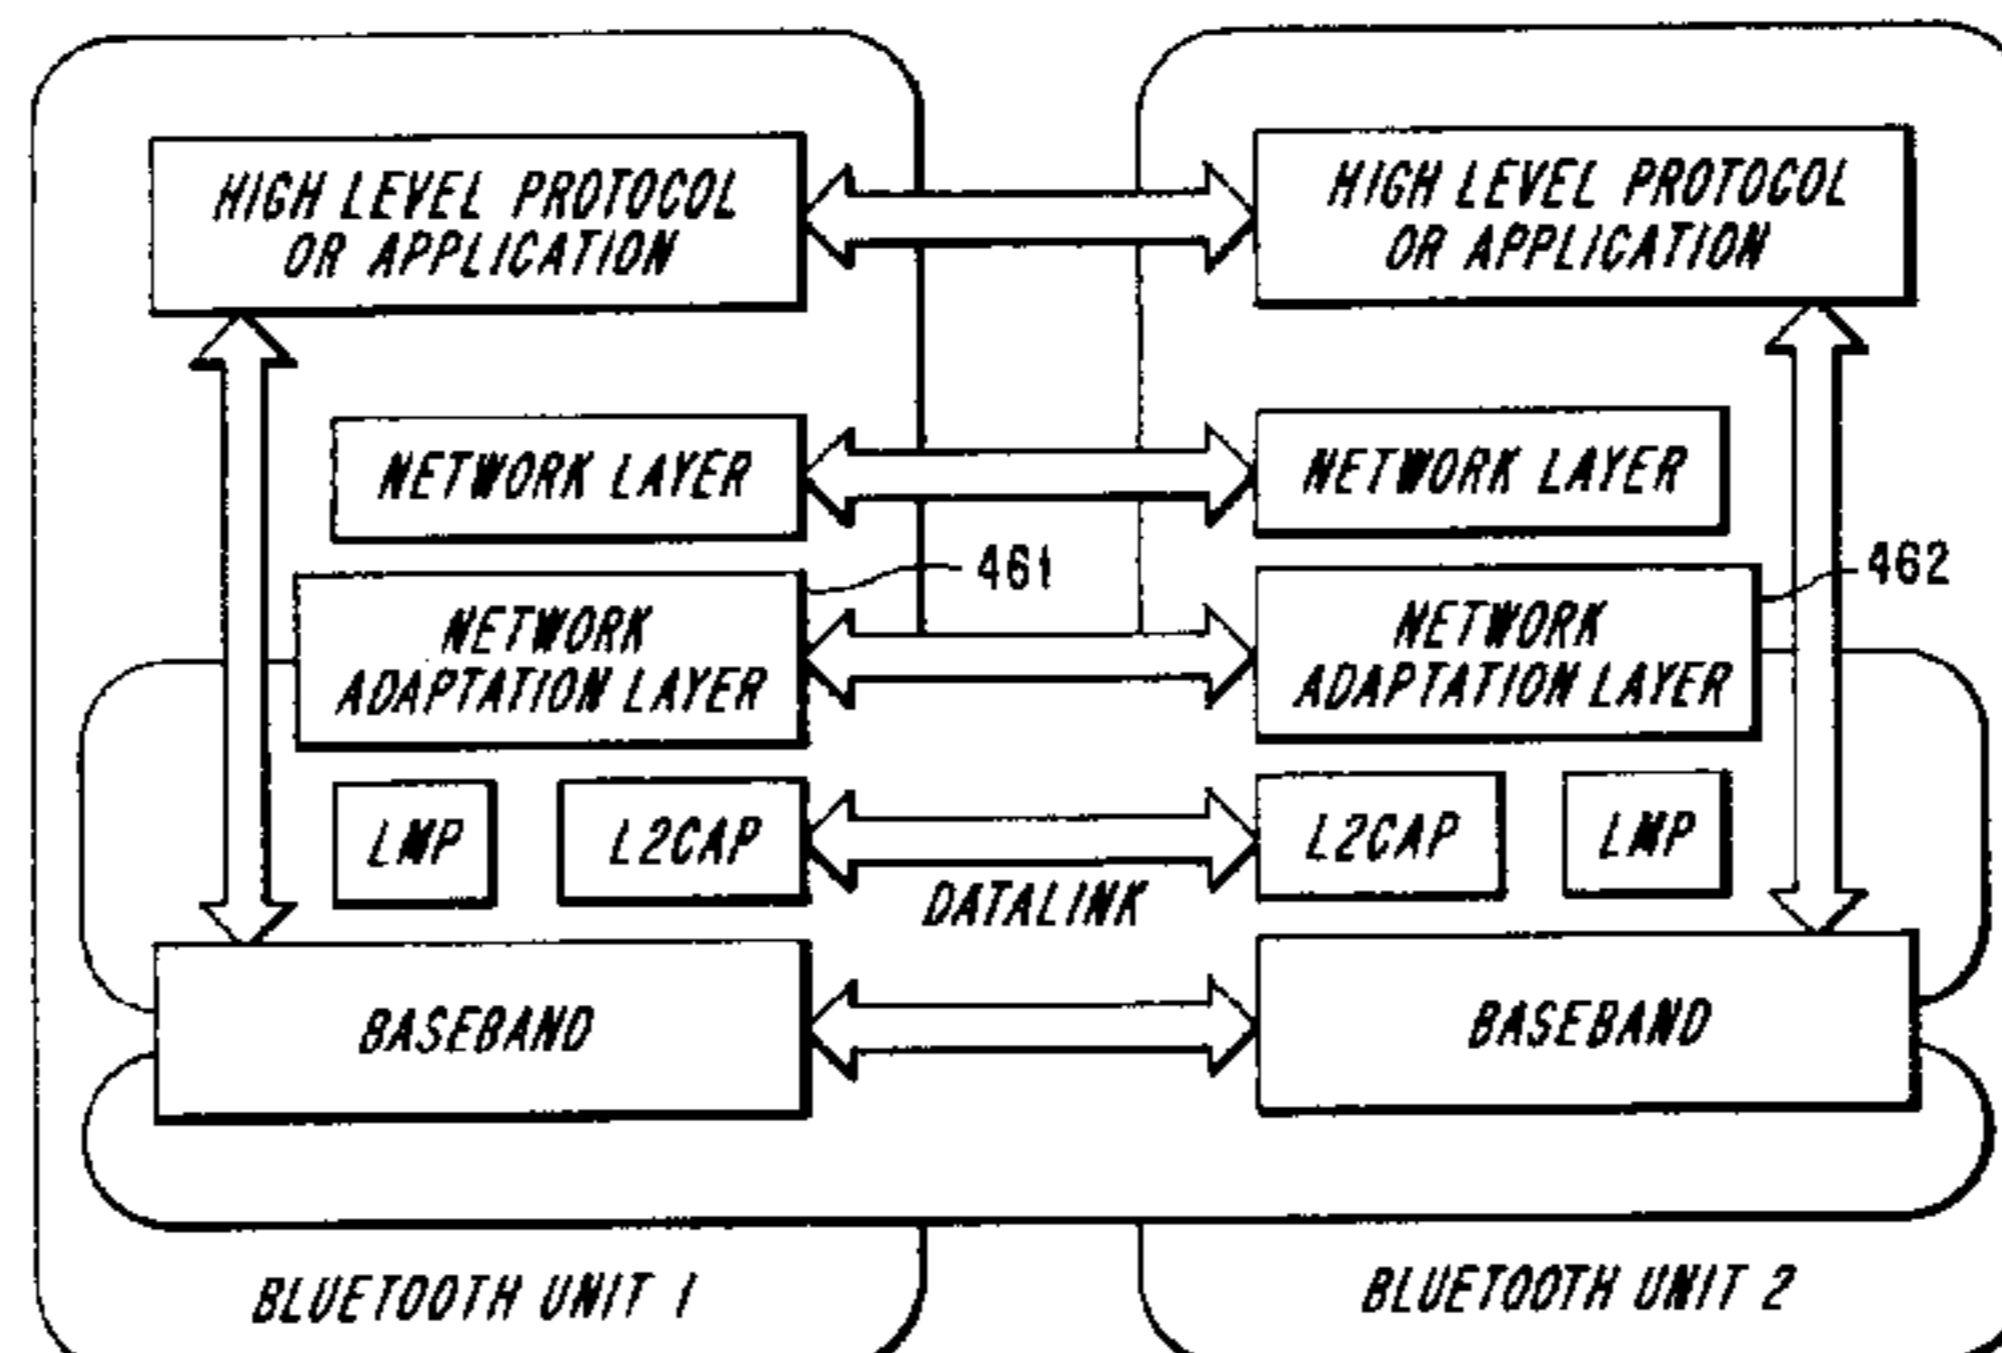 HIGH LEVEL PROTOCOL
OR APPLICATION
HIGH LEVEL PROTOCOL
OR APPLICATION
NETWORK LAYER
NETWORK LAYER
461
462
NETWORK
ADAPTATION LAYER
NETWORK
ADAPTATION LAYER
LMP
L2CAP
L2CAP
LMP
DATALINK
BASEBAND
BASEBAND
BLUETOOTH UNIT 1
BLUETOOTH UNIT 2